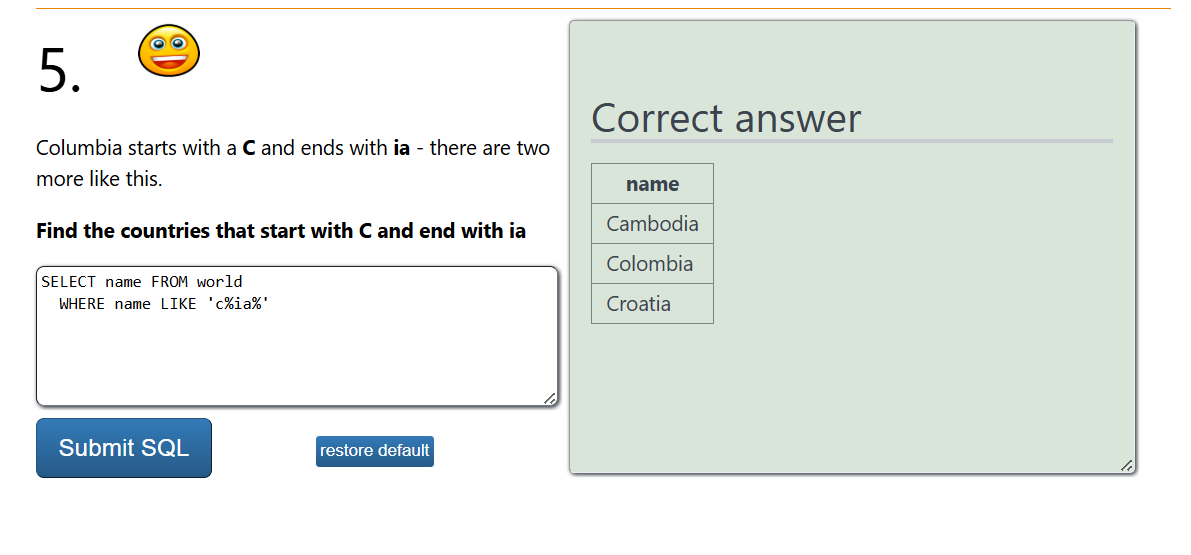 5.
Columbia starts with a C and ends with ia - there are two
more like this.
Find the countries that start with C and end with ia
SELECT name FROM world
  WHERE name LIKE 'c%ia%'
Submit SQL
restore default
Correct answer
name
Cambodia
Colombia
Croatia